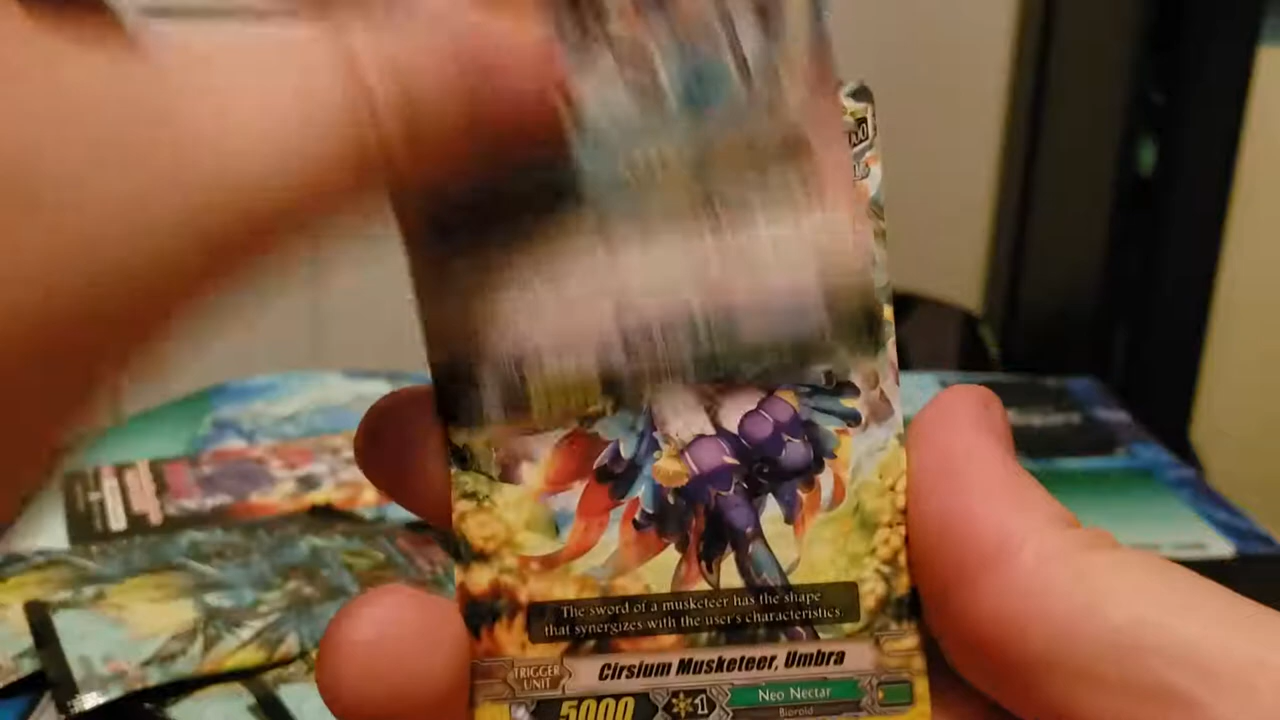 The sword of a musketeer has the shape
that synergizes with the user's characteristics.
TRIGGER
UNIT
Cirsium Musketeer, Umbra
5000
1
Neo Nectar
Bioroid